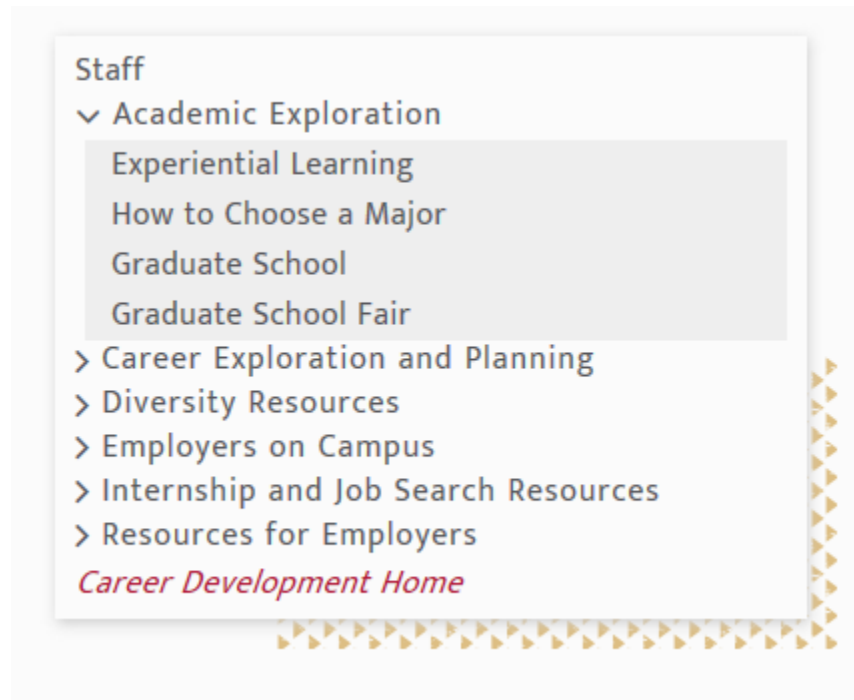 Staff
Academic Exploration
Experiential Learning
How to Choose a Major
Graduate School
Graduate School Fair
Career Exploration and Planning
Diversity Resources
Employers on Campus
Internship and Job Search Resources
Resources for Employers
Career Development Home